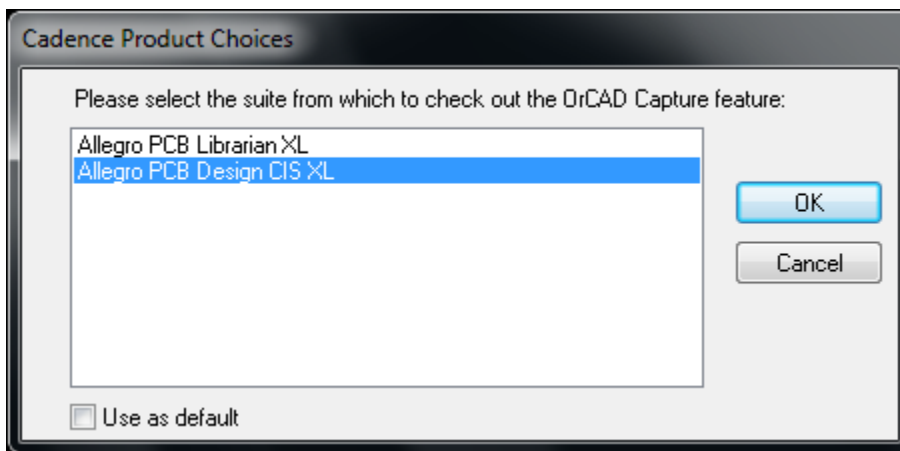 Cadence Product Choices
Please select the suite from which to check out the OrCAD Capture feature:
Allegro PCB Librarian XL
Allegro PCB Design CIS XL
OK
Cancel
Use as default